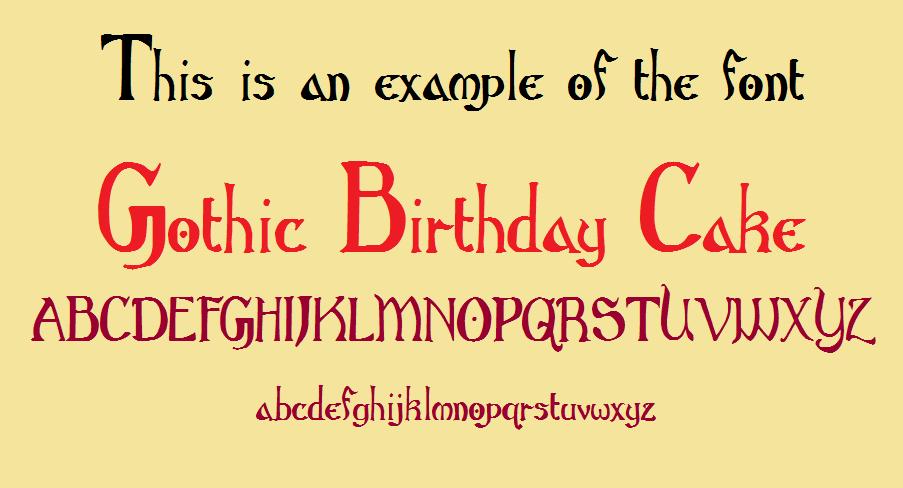 This is an example of the font
Gothic Birthday Cake
ABCDEFGHIJKLMNOPQRSTUVWXYZ
abcdefghijklmnopqrstuvwxyz